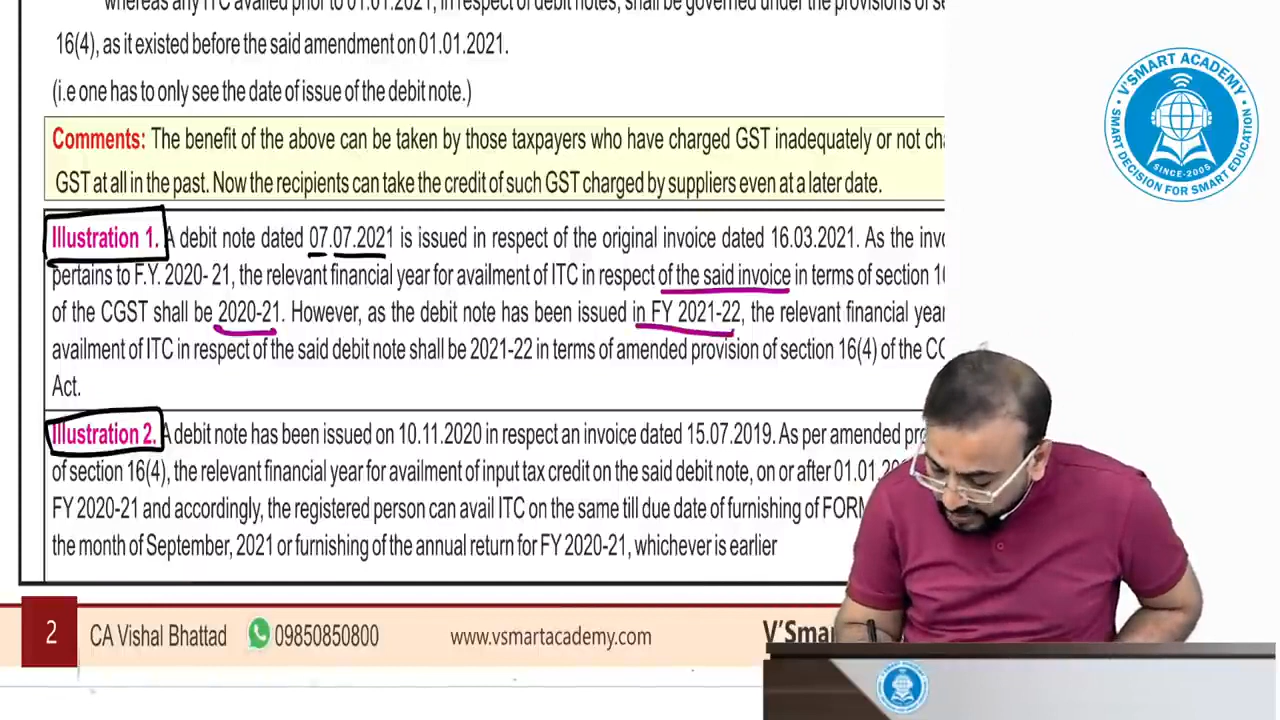 whereas any ITC availed prior to 01.01.2021, in respect of debit notes, shall be governed under the provisions of
16(4), as it existed before the said amendment on 01.01.2021.
(i.e one has to only see the date of issue of the debit note.)
Comments: The benefit of the above can be taken by those taxpayers who have charged GST inadequately or not
GST at all in the past. Now the recipients can take the credit of such GST charged by suppliers even at a later date.
Illustration 1. A debit note dated 07.07.2021 is issued in respect of the original invoice dated 16.03.2021. As the
pertains to F.Y. 2020- 21, the relevant financial year for availment of ITC in respect of the said invoice in terms of section
of the CGST shall be 2020-21. However, as the debit note has been issued in FY 2021-22, the relevant financial
availment of ITC in respect of the said debit note shall be 2021-22 in terms of amended provision of section 16(4) of the
Act.
Illustration 2. A debit note has been issued on 10.11.2020 in respect an invoice dated 15.07.2019. As per amended
of section 16(4), the relevant financial year for availment of input tax credit on the said debit note, on or after
FY 2020-21 and accordingly, the registered person can avail ITC on the same till due date of furnishing of
the month of September, 2021 or furnishing of the annual return for FY 2020-21, whichever is earlier
2 CA Vishal Bhattad 09850850800 www.vsmartacademy.com
V'SMART ACADEMY
SINCE-2005
SMART DECISION FOR SMART EDUCATION